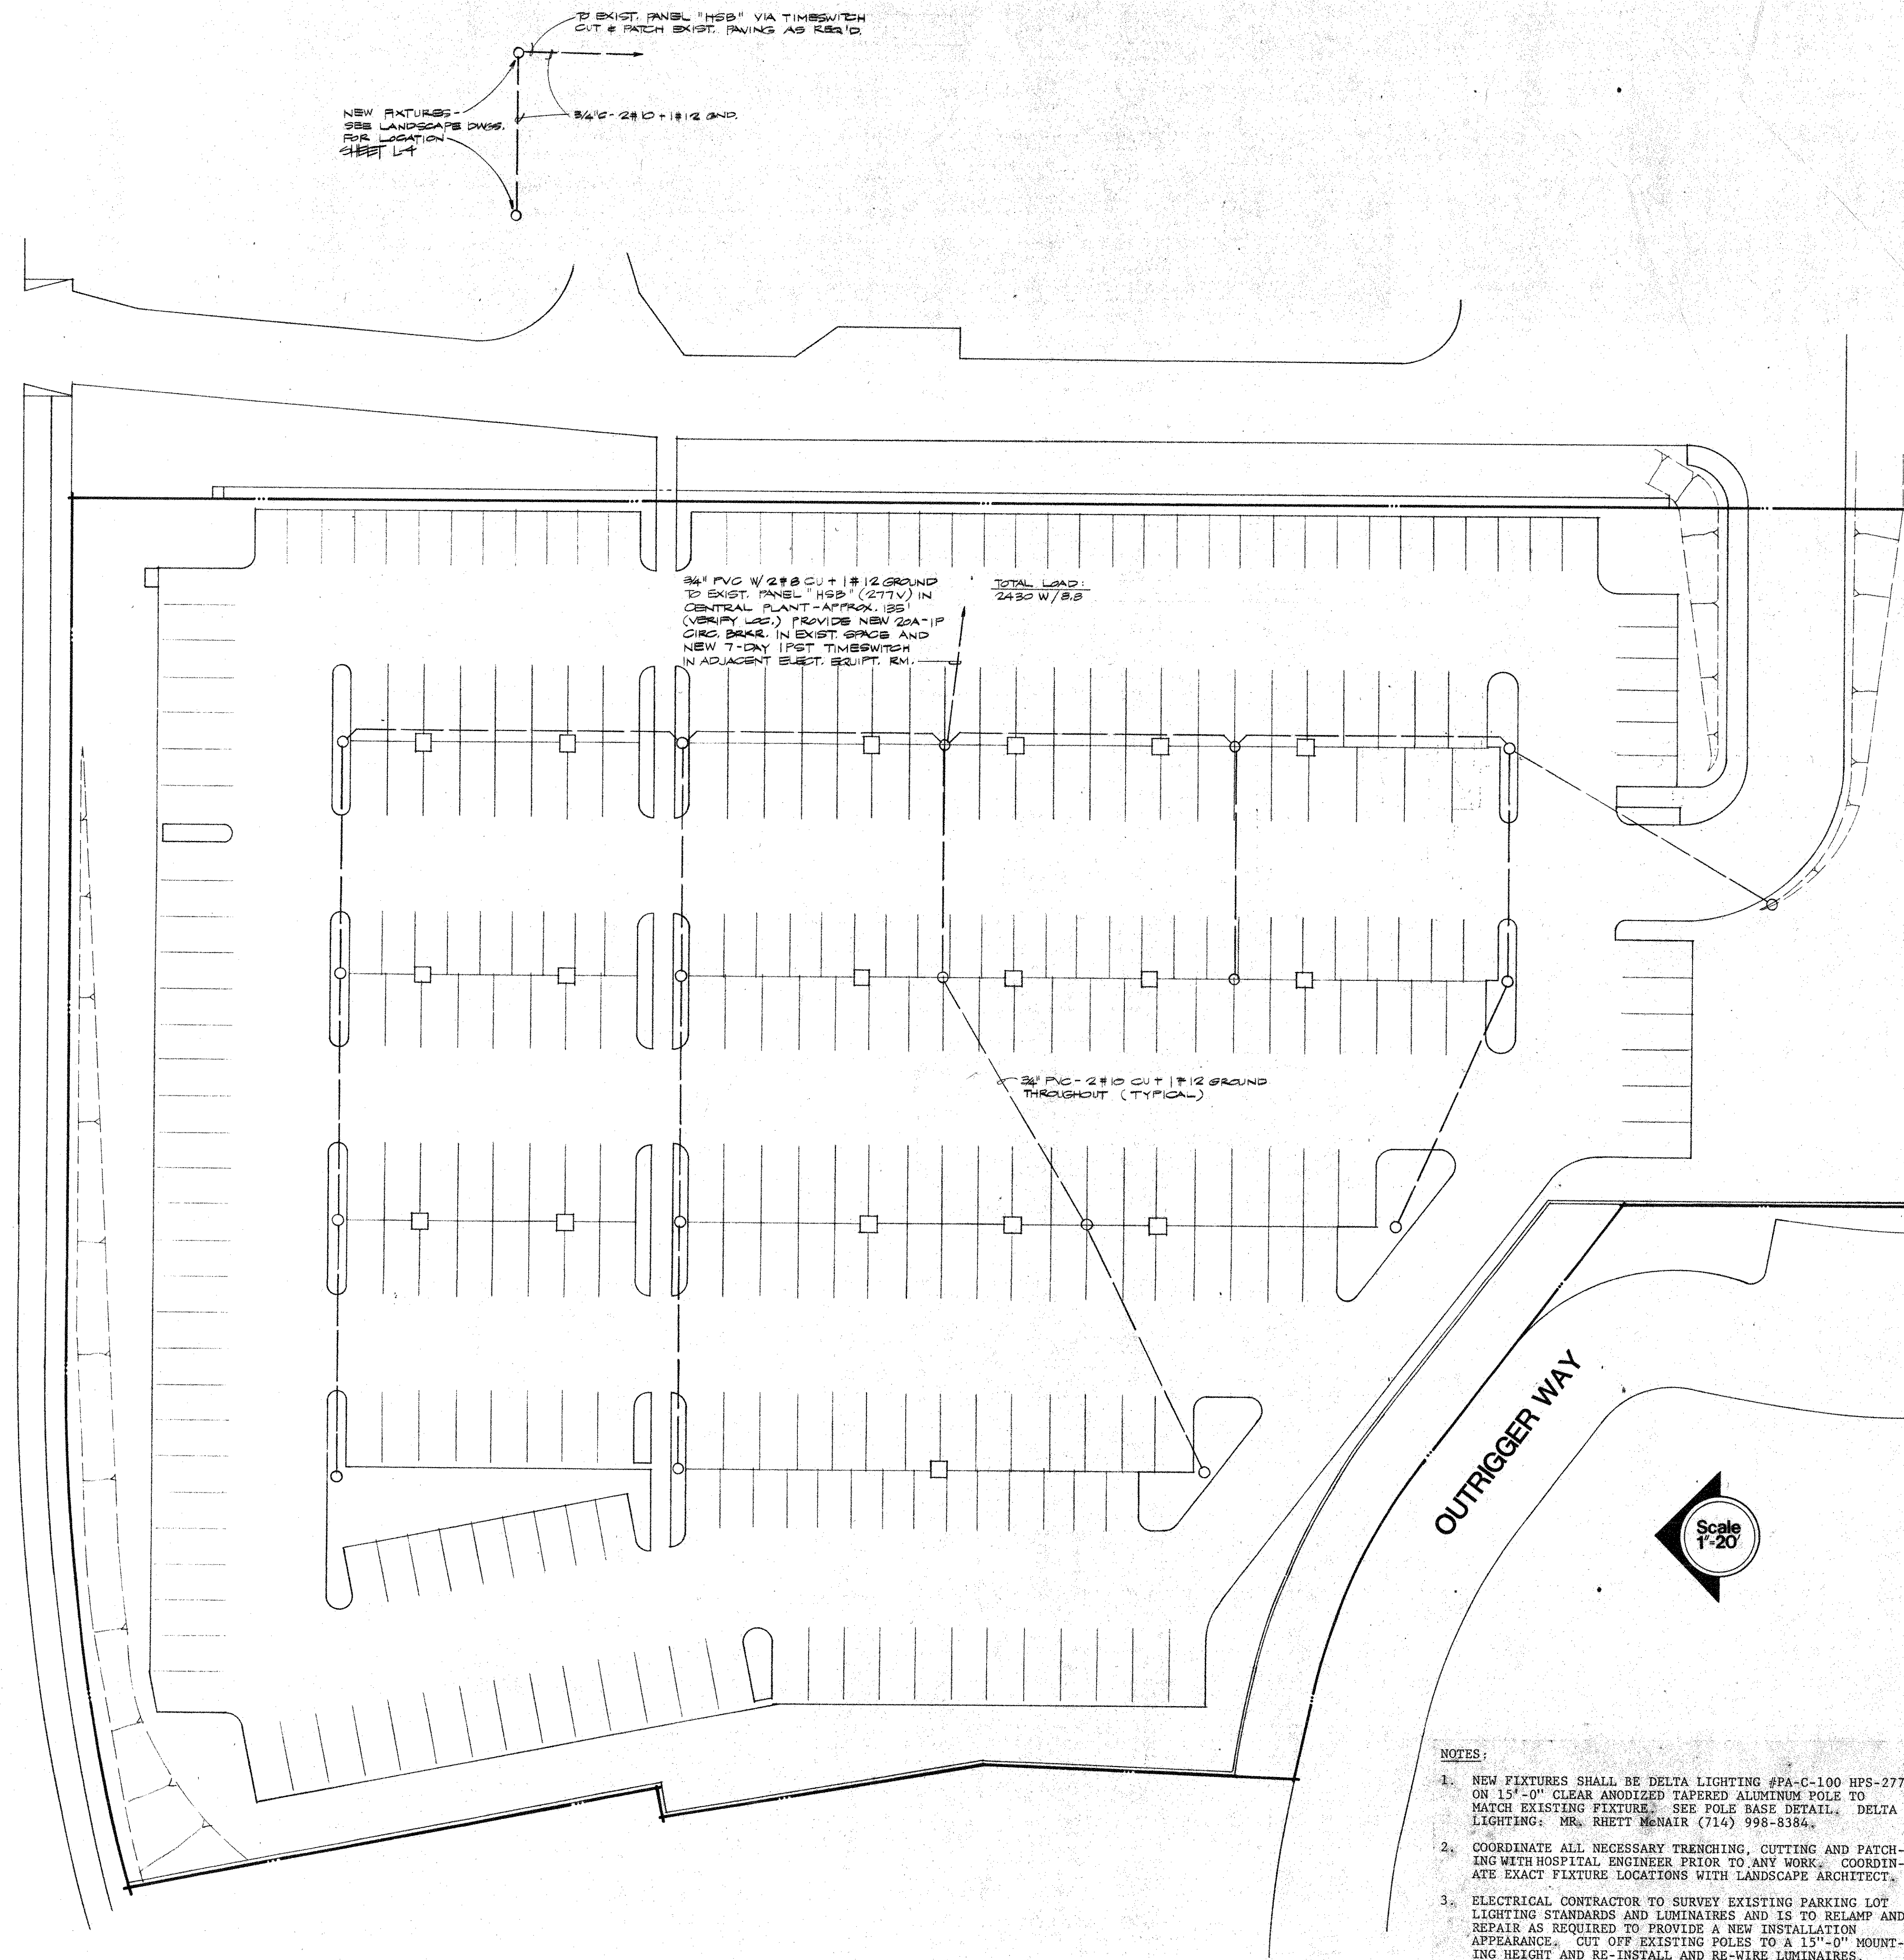 TO EXIST. PANEL "HSB" VIA TIMESWITCH
CUT & PATCH EXIST. PAVING AS REQ'D.
NEW FIXTURES-
SEE LANDSCAPE DWGS.
FOR LOCATION
SHEET L-4
3/4"C - 2#10 + 1#12 GND.
3/4" PVC W/ 2#8 CU + 1#12 GROUND
TO EXIST. PANEL "HSB" (277V) IN
CENTRAL PLANT - APPROX. 135'
(VERIFY LOC.) PROVIDE NEW 20A-1P
CIRC. BRKR. IN EXIST. SPACE AND
NEW 7-DAY 1PST TIMESWITCH
IN ADJACENT ELECT. EQUIPT. RM.
TOTAL LOAD:
2430 W/8.8
3/4" PVC - 2#10 CU + 1#12 GROUND
THROUGHOUT (TYPICAL)
OUTRIGGER WAY
Scale
1"=20'
NOTES:
1. NEW FIXTURES SHALL BE DELTA LIGHTING #PA-C-100 HPS-277
ON 15'-0" CLEAR ANODIZED TAPERED ALUMINUM POLE TO
MATCH EXISTING FIXTURE. SEE POLE BASE DETAIL. DELTA
LIGHTING: MR. RHETT McNAIR (714) 998-8384.
2. COORDINATE ALL NECESSARY TRENCHING, CUTTING AND PATCH-
ING WITH HOSPITAL ENGINEER PRIOR TO ANY WORK. COORDIN-
ATE EXACT FIXTURE LOCATIONS WITH LANDSCAPE ARCHITECT.
3. ELECTRICAL CONTRACTOR TO SURVEY EXISTING PARKING LOT
LIGHTING STANDARDS AND LUMINAIRES AND IS TO RELAMP AND
REPAIR AS REQUIRED TO PROVIDE A NEW INSTALLATION
APPEARANCE. CUT OFF EXISTING POLES TO A 15"-0" MOUNT-
ING HEIGHT AND RE-INSTALL AND RE-WIRE LUMINAIRES.